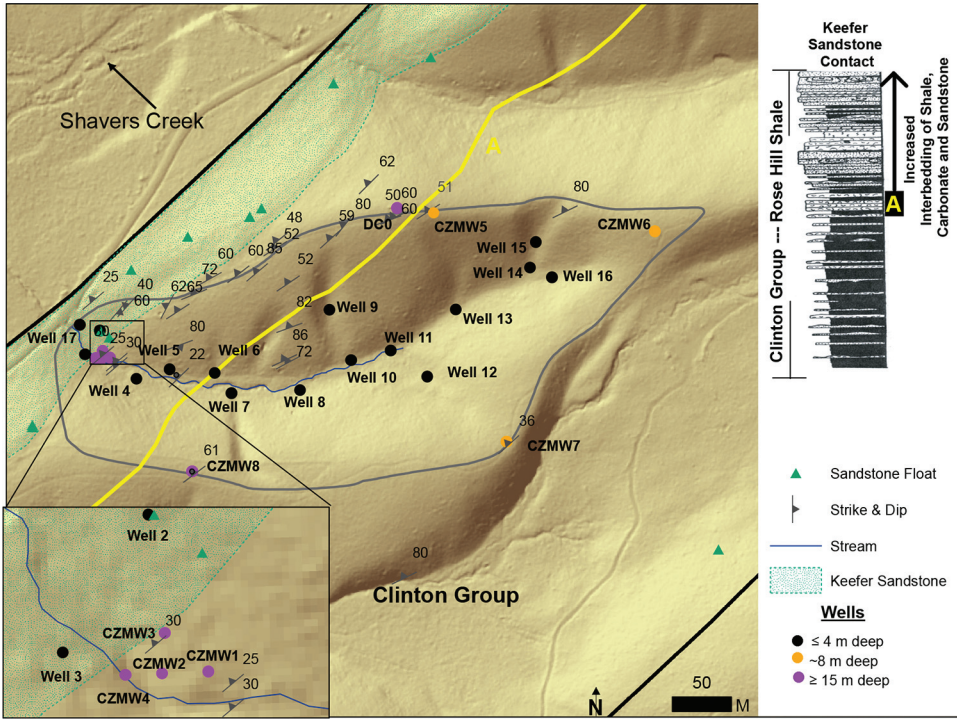 Shavers Creek
A
62
51
80
50
60
60
80
59
DC0
CZMW5
CZMW6
48
52
85
60
60
52
72
62
65
40
60
25
Well 15
Well 14
Well 16
Well 9
Well 13
82
86
72
80
22
Well 17
25
30
Well 5
Well 6
Well 11
Well 10
Well 12
Well 4
Well 7
Well 8
36
CZMW7
61
CZMW8
80
Clinton Group
Well 2
30
CZMW3
CZMW2
CZMW1
25
30
Well 3
CZMW4
N
50
M
Keefer
Sandstone
Contact
Clinton Group --- Rose Hill Shale
A
Increased
Interbedding of Shale,
Carbonate and Sandstone
Sandstone Float
Strike & Dip
Stream
Keefer Sandstone
Wells
≤ 4 m deep
~8 m deep
≥ 15 m deep